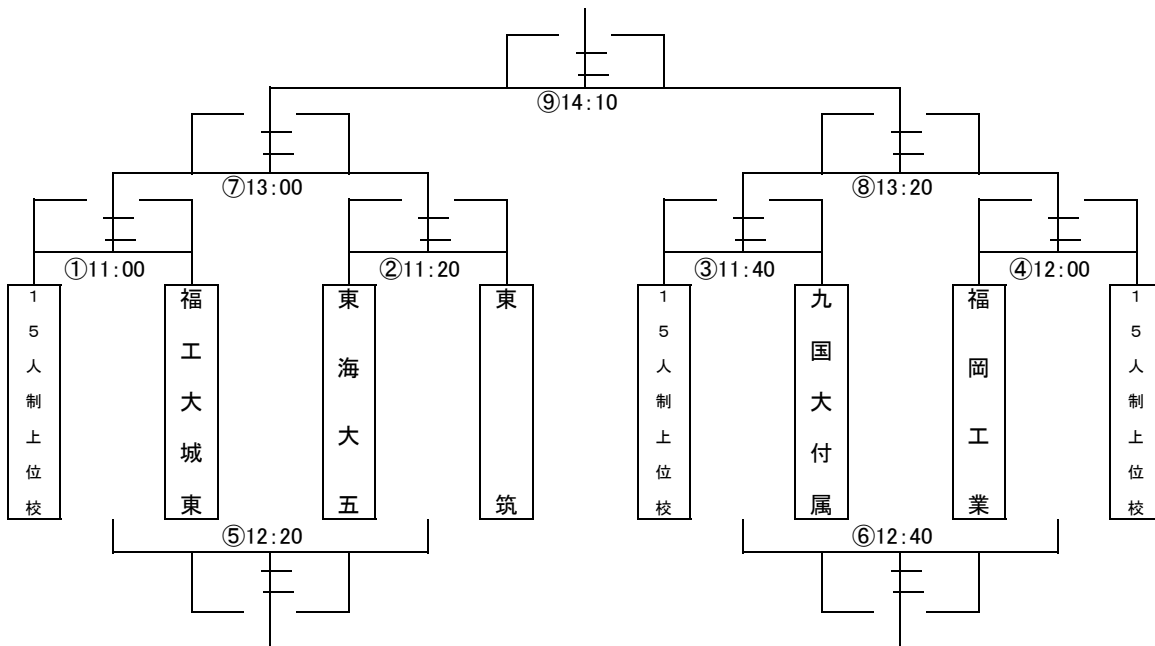 ⑨14:10
⑦13:00
⑧13:20
①11:00
②11:20
③11:40
④12:00
15人制上位校
福工大城東
東海大五
東筑
15人制上位校
九国大付属
福岡工業
15人制上位校
⑤12:20
⑥12:40